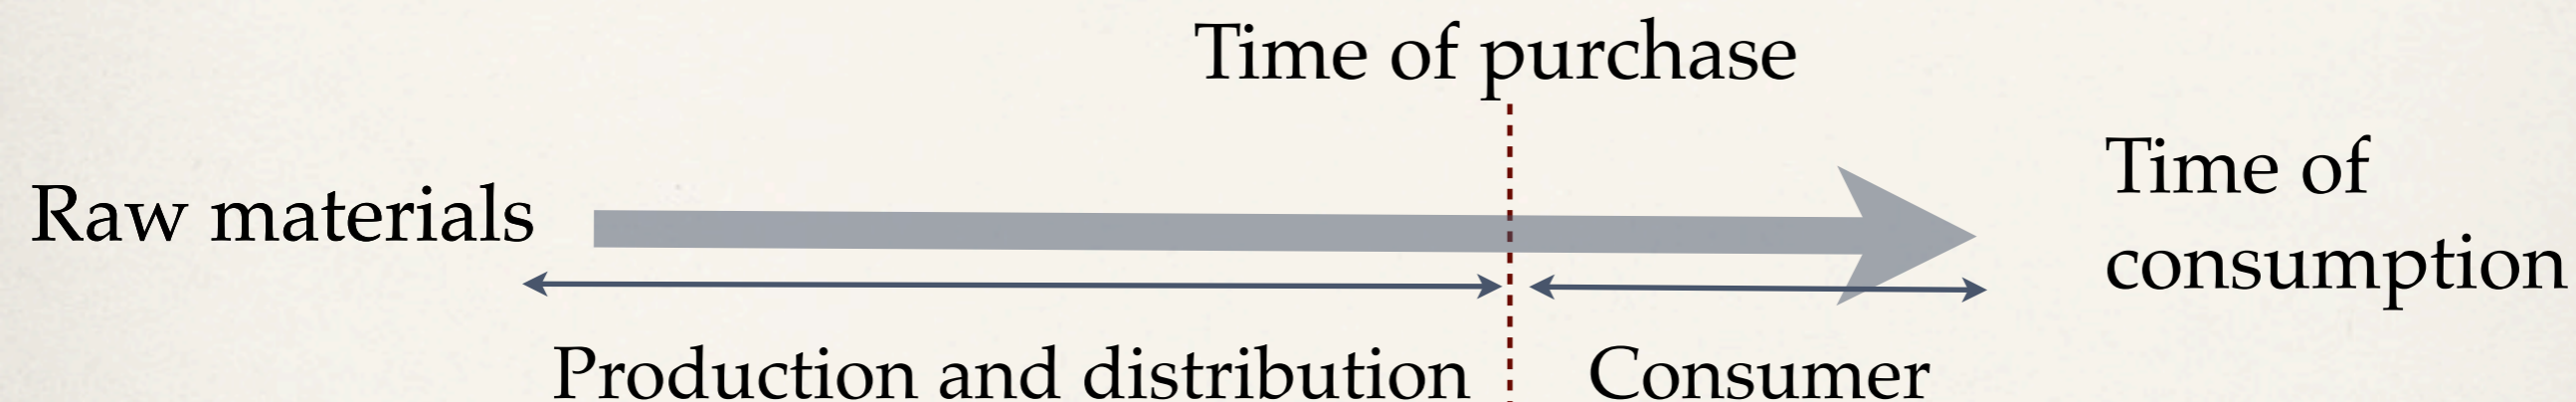 Time of purchase
Raw materials
Time of
consumption
Production and distribution
Consumer